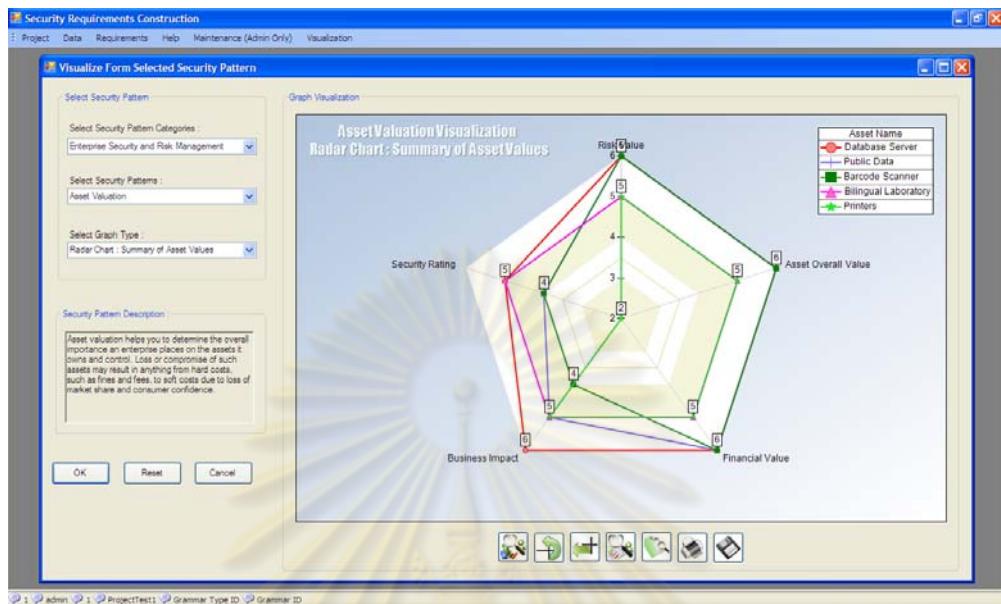 Security Requirements Construction
Project Data Requirements Help Maintenance (Admin Only) Visualization
Visualize Form Selected Security Pattern
Select Security Pattern
Select Security Pattern Categories :
Enterprise Security and Risk Management
Select Security Patterns :
Asset Valuation
Select Graph Type :
Radar Chart : Summary of Asset Values
Security Pattern Description :
Asset valuation helps you to determine the overall
importance an enterprise places on the assets it
owns and control. Loss or compromise of such
assets may result in anything from hard costs,
such as fines and fees, to soft costs due to loss of
market share and consumer confidence.
OK Reset Cancel
Graph Visualization
Asset Valuation Visualization
Radar Chart : Summary of Asset Values
Asset Name
Database Server
Public Data
Barcode Scanner
Bilingual Laboratory
Printers
Risk Value
6
6
5
5
4
3
2
2
Asset Overall Value
6
5
Financial Value
6
5
Business Impact
6
5
4
Security Rating
5
4
1 admin 1 ProjectTest1 Grammar Type ID Grammar ID